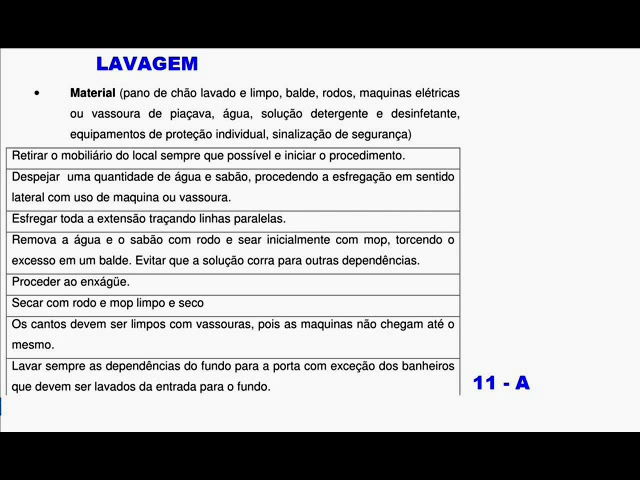 LAVAGEM
• Material (pano de chão lavado e limpo, balde, rodos, maquinas elétricas
ou vassoura de piaçava, água, solução detergente e desinfetante,
equipamentos de proteção individual, sinalização de segurança)
Retirar o mobiliário do local sempre que possível e iniciar o procedimento.
Despejar uma quantidade de água e sabão, procedendo a esfregação em sentido
lateral com uso de maquina ou vassoura.
Esfregar toda a extensão traçando linhas paralelas.
Remova a água e o sabão com rodo e sear inicialmente com mop, torcendo o
excesso em um balde. Evitar que a solução corra para outras dependências.
Proceder ao enxágüe.
Secar com rodo e mop limpo e seco
Os cantos devem ser limpos com vassouras, pois as maquinas não chegam até o
mesmo.
Lavar sempre as dependências do fundo para a porta com exceção dos banheiros
que devem ser lavados da entrada para o fundo.
11 - A